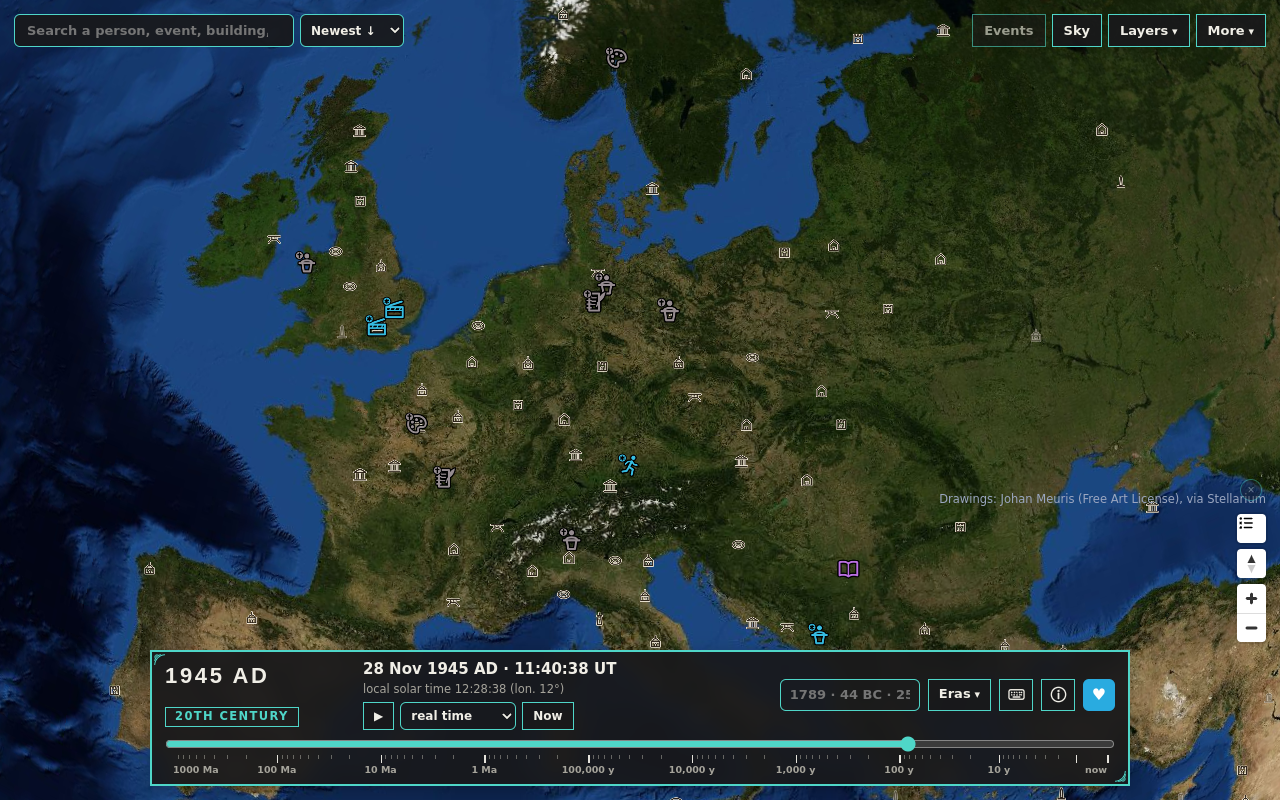 Search a person, event, building,
Newest ↓
Events
Sky
Layers ▾
More ▾
Drawings: Johan Meuris (Free Art License), via Stellarium
1945 AD
20TH CENTURY
28 Nov 1945 AD · 11:40:38 UT
local solar time 12:28:38 (lon. 12°)
real time
Now
1789 · 44 BC · 25
Eras ▾
1000 Ma
100 Ma
10 Ma
1 Ma
100,000 y
10,000 y
1,000 y
100 y
10 y
now